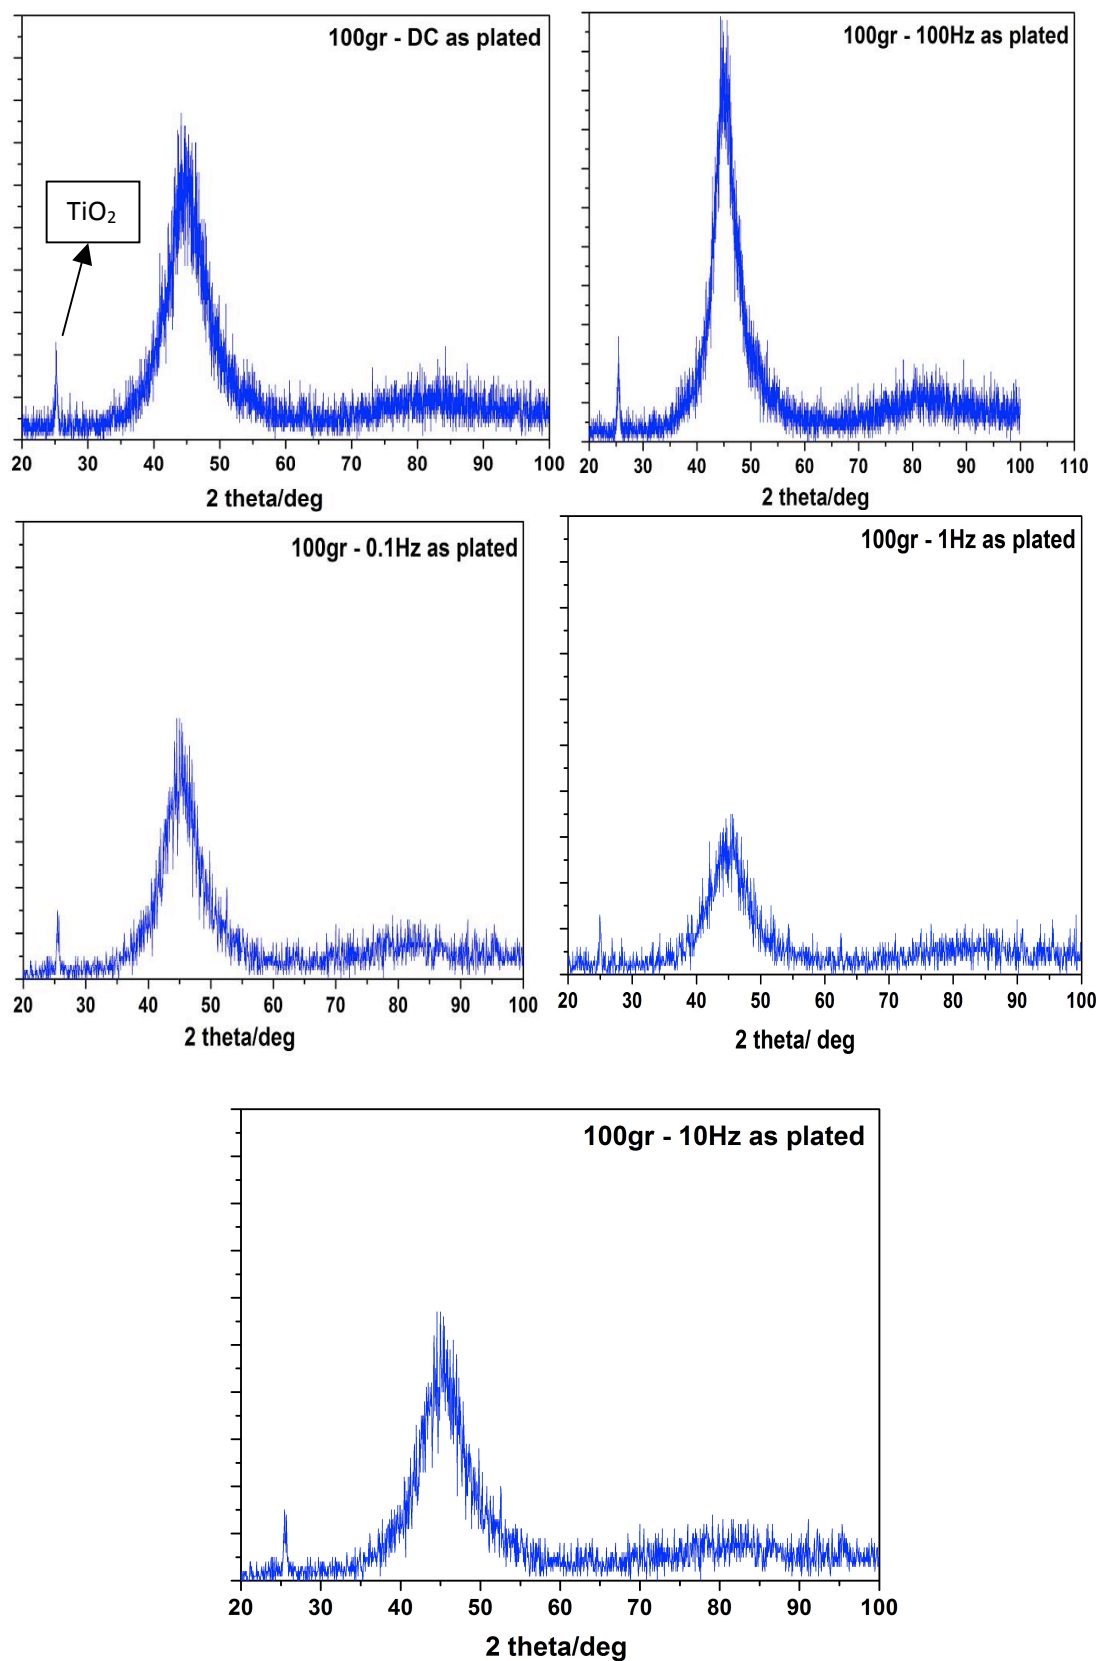 100gr - DC as plated
TiO₂
20 30 40 50 60 70 80 90 100
2 theta/deg
100gr - 100Hz as plated
20 30 40 50 60 70 80 90 100 110
2 theta/deg
100gr - 0.1Hz as plated
20 30 40 50 60 70 80 90 100
2 theta/deg
100gr - 1Hz as plated
20 30 40 50 60 70 80 90 100
2 theta/ deg
100gr - 10Hz as plated
20 30 40 50 60 70 80 90 100
2 theta/deg